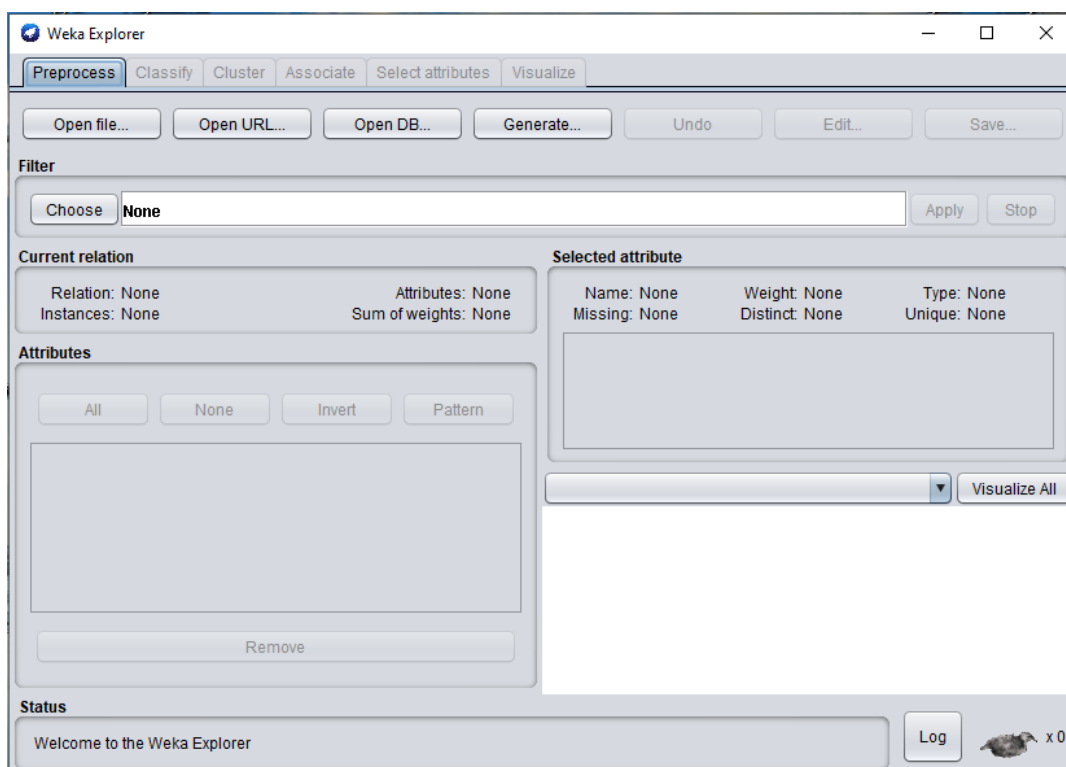 Weka Explorer
Preprocess Classify Cluster Associate Select attributes Visualize
Open file... Open URL... Open DB... Generate... Undo Edit... Save...
Filter
Choose None Apply Stop
Current relation
Relation: None Attributes: None
Instances: None Sum of weights: None
Selected attribute
Name: None Weight: None Type: None
Missing: None Distinct: None Unique: None
Attributes
All None Invert Pattern
Remove
Visualize All
Status
Welcome to the Weka Explorer
Log x 0